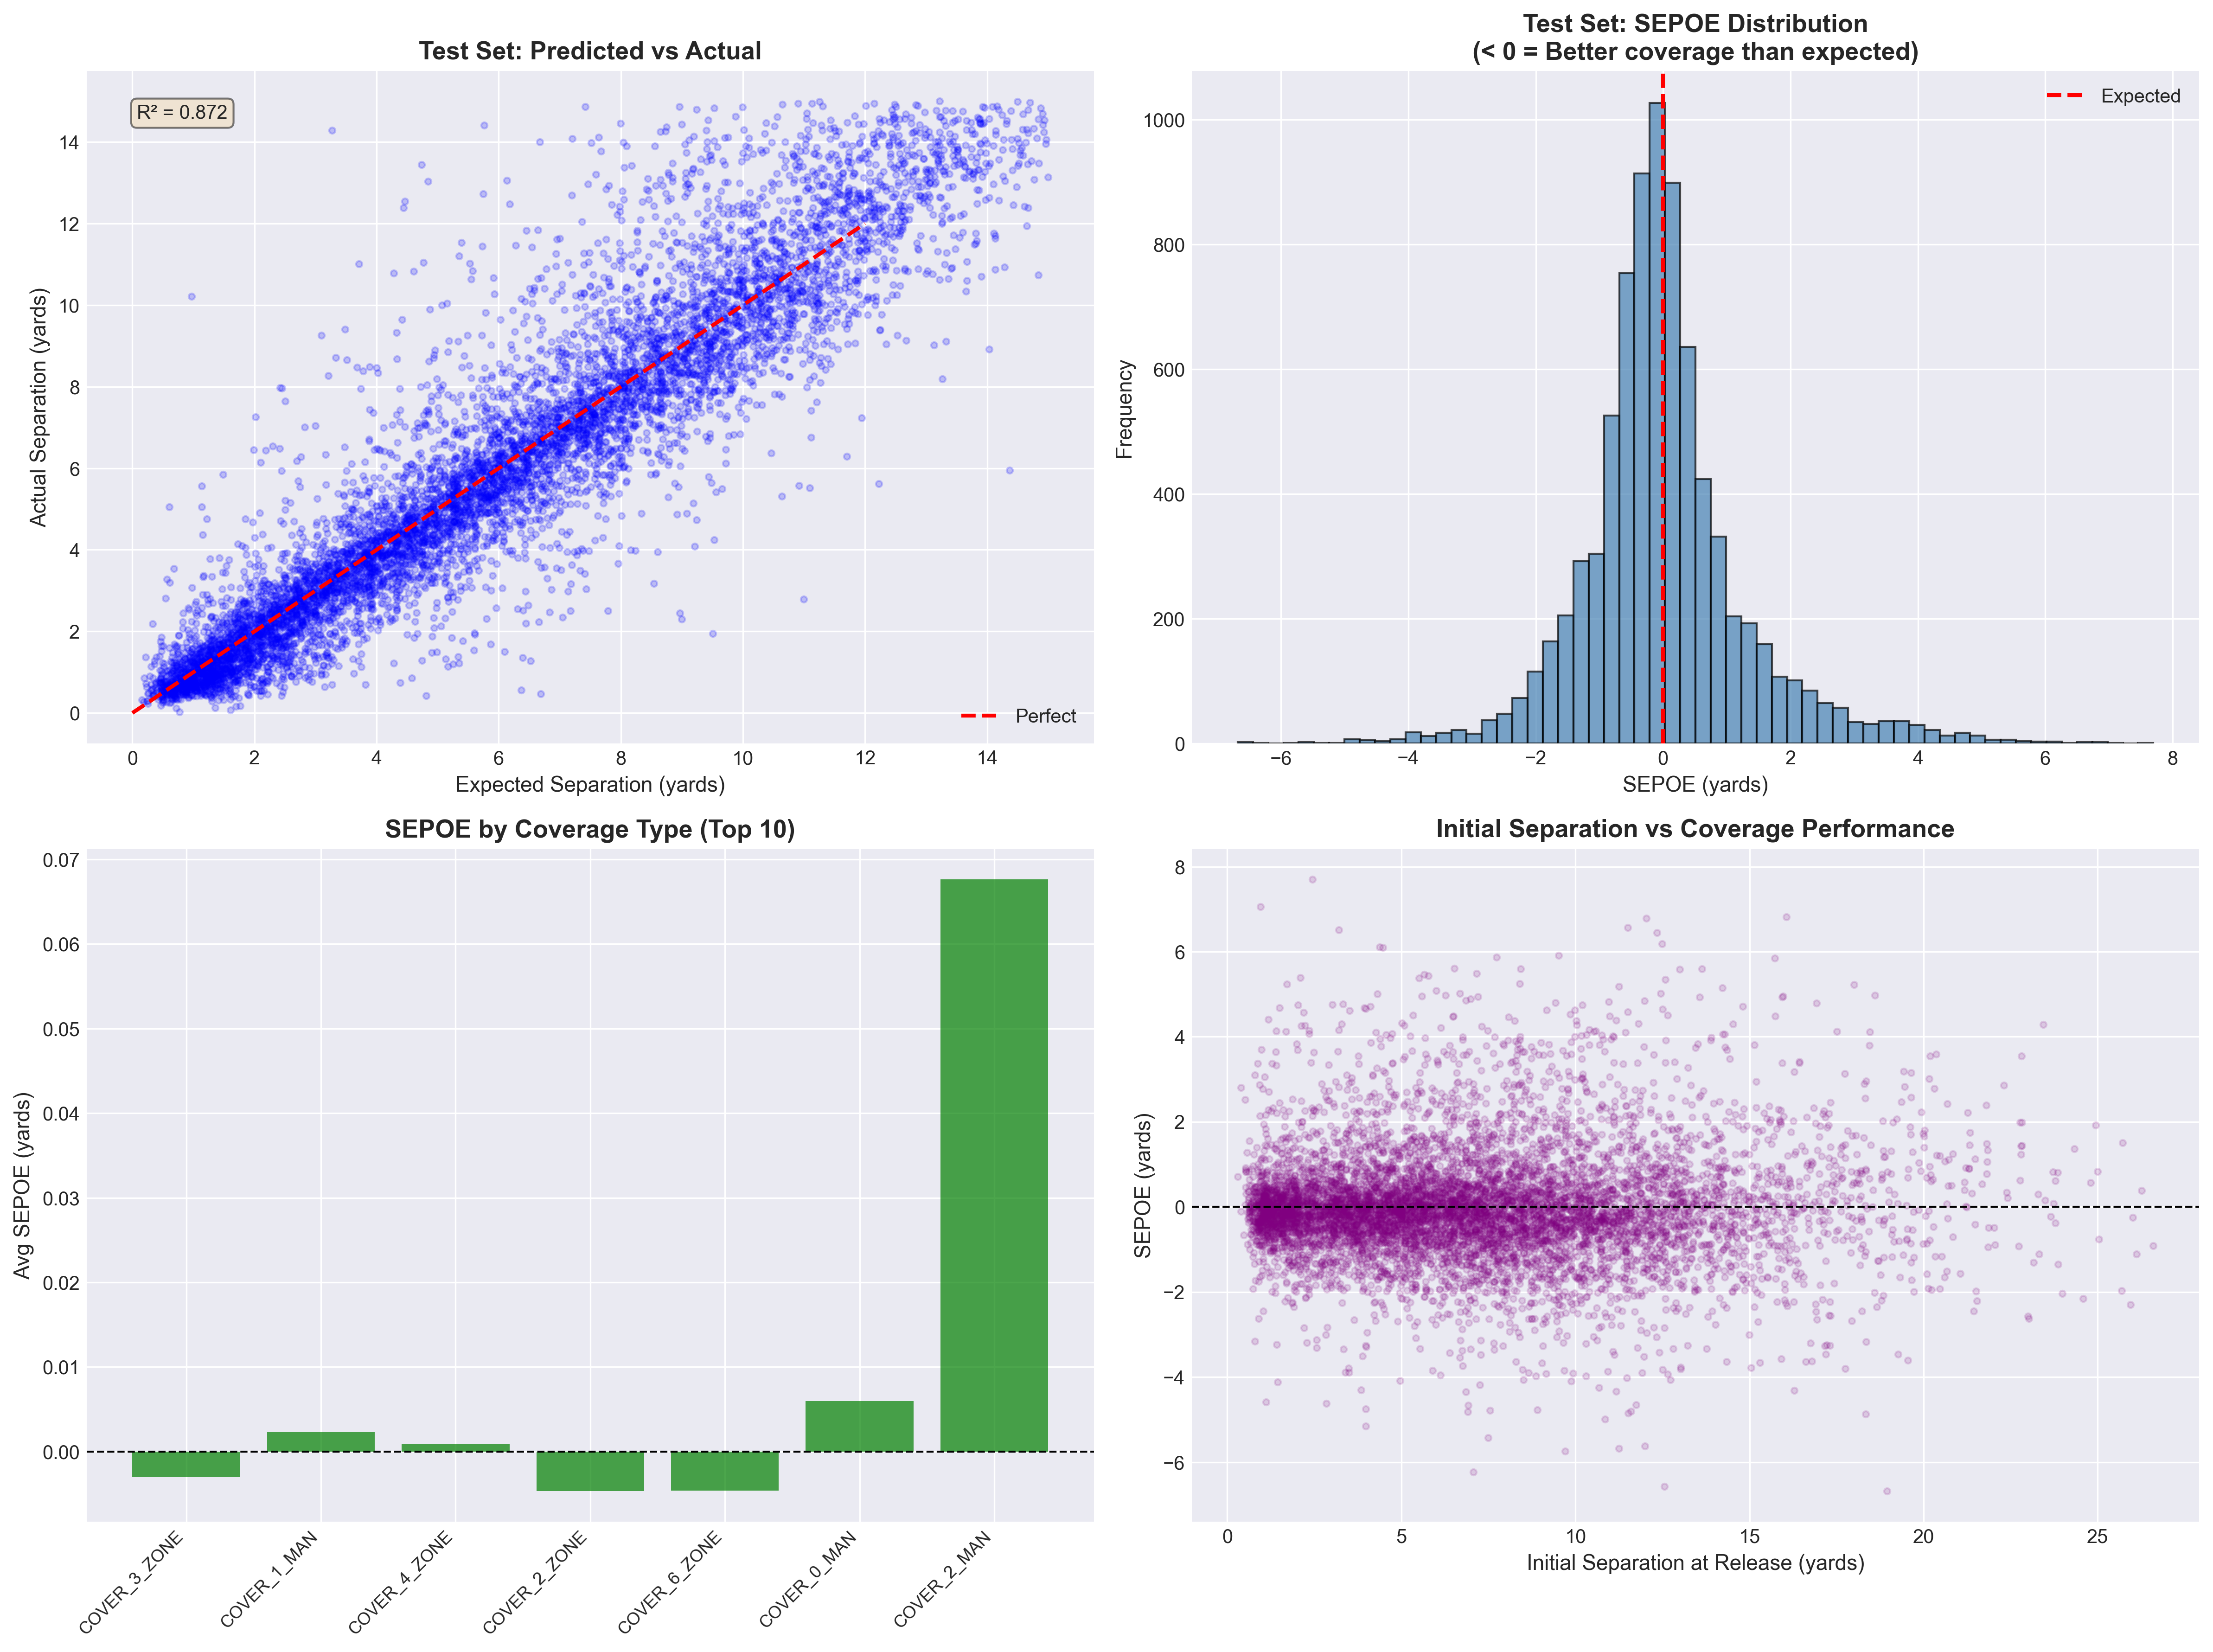 Test Set: Predicted vs Actual
R² = 0.872
14
12
10
8
6
4
2
0
Actual Separation (yards)
Perfect
0 2 4 6 8 10 12 14
Expected Separation (yards)
Test Set: SEPOE Distribution
(< 0 = Better coverage than expected)
Expected
1000
800
600
400
200
0
Frequency
−6 −4 −2 0 2 4 6 8
SEPOE (yards)
SEPOE by Coverage Type (Top 10)
0.07
0.06
0.05
0.04
0.03
0.02
0.01
0.00
Avg SEPOE (yards)
COVER_3_ZONE
COVER_1_MAN
COVER_4_ZONE
COVER_2_ZONE
COVER_6_ZONE
COVER_0_MAN
COVER_2_MAN
Initial Separation vs Coverage Performance
8
6
4
2
0
−2
−4
−6
SEPOE (yards)
0 5 10 15 20 25
Initial Separation at Release (yards)